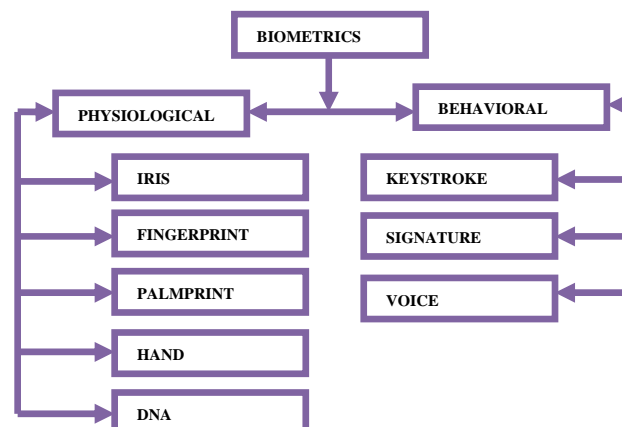 BIOMETRICS
PHYSIOLOGICAL
BEHAVIORAL
IRIS
FINGERPRINT
PALMPRINT
HAND
DNA
KEYSTROKE
SIGNATURE
VOICE